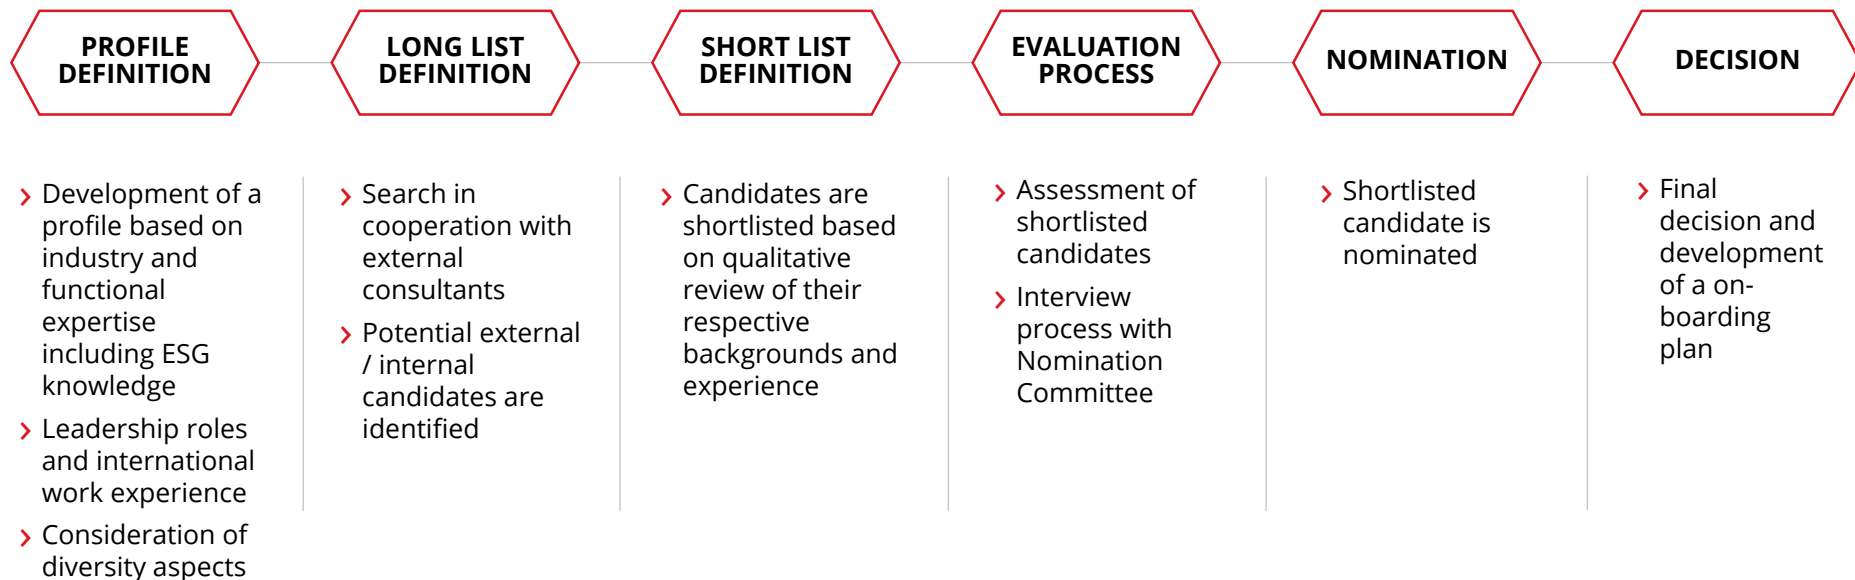 PROFILE
DEFINITION
LONG LIST
DEFINITION
SHORT LIST
DEFINITION
EVALUATION
PROCESS
NOMINATION
DECISION
Development of a
profile based on
industry and
functional
expertise
including ESG
knowledge
Leadership roles
and international
work experience
Consideration of
diversity aspects
Search in
cooperation with
external
consultants
Potential external
/ internal
candidates are
identified
Candidates are
shortlisted based
on qualitative
review of their
respective
backgrounds and
experience
Assessment of
shortlisted
candidates
Interview
process with
Nomination
Committee
Shortlisted
candidate is
nominated
Final
decision and
development
of a on-
boarding
plan